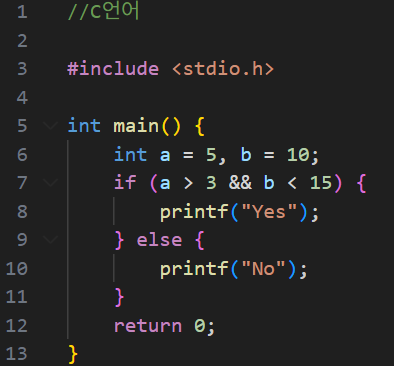 1 //C언어
2
3 #include <stdio.h>
4
5 int main() {
6     int a = 5, b = 10;
7     if (a > 3 && b < 15) {
8         printf("Yes");
9     } else {
10         printf("No");
11     }
12     return 0;
13 }